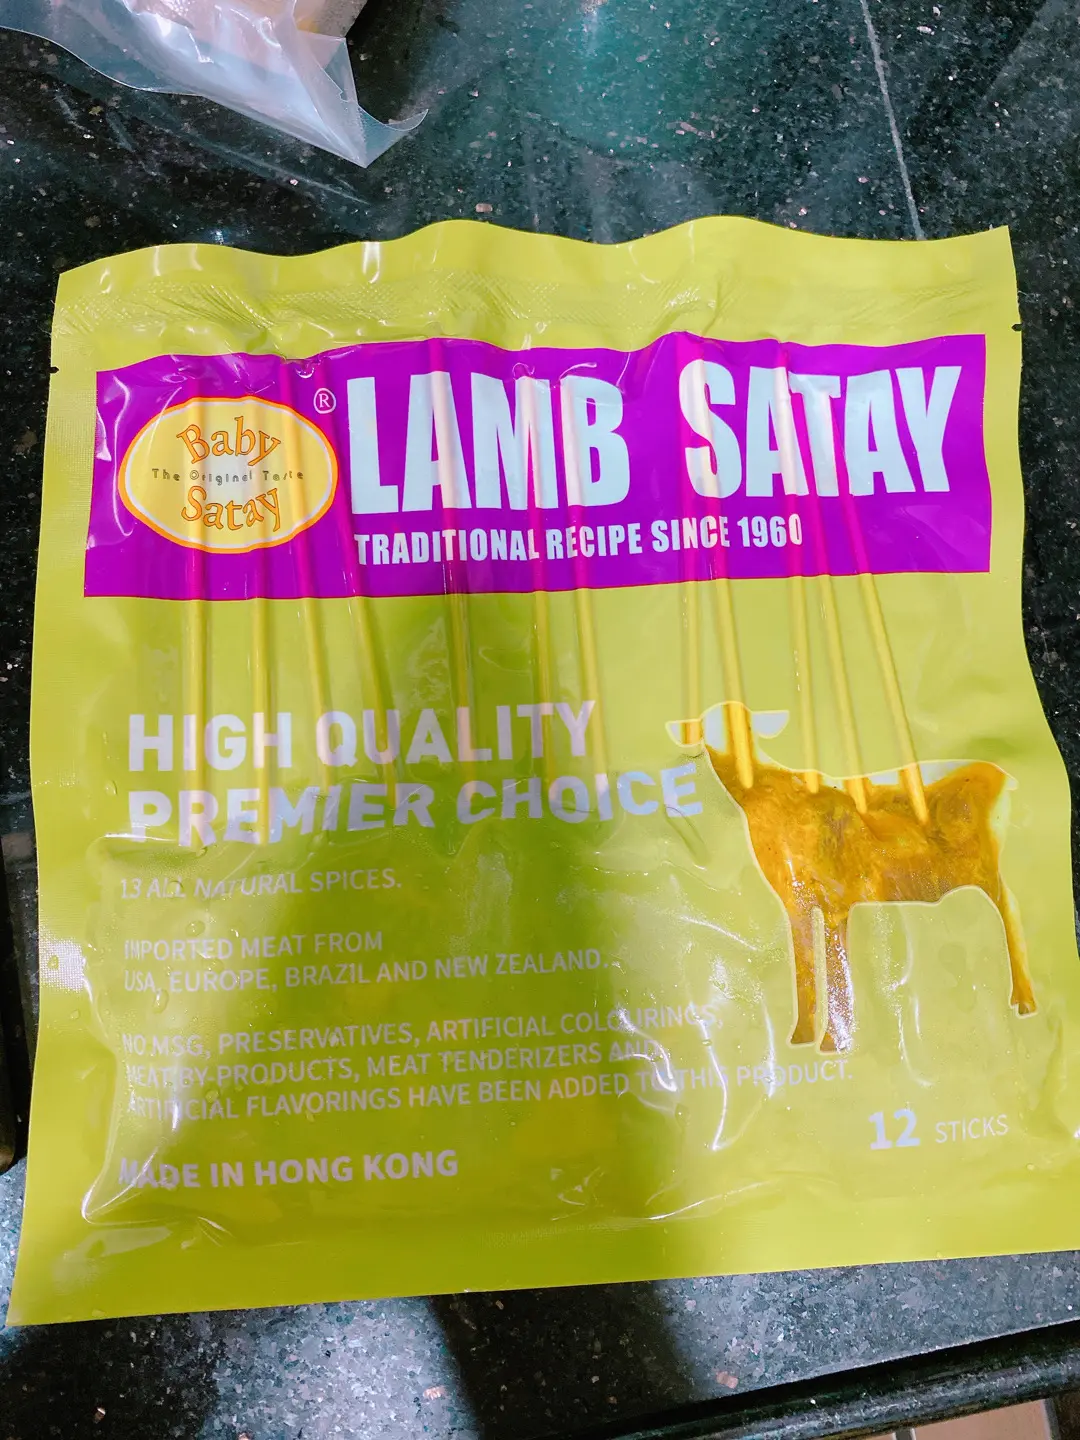 Baby
The Original Taste
Satay
®
LAMB SATAY
TRADITIONAL RECIPE SINCE 1960
HIGH QUALITY
PREMIER CHOICE
13 ALL NATURAL SPICES.
IMPORTED MEAT FROM
USA, EUROPE, BRAZIL AND NEW ZEALAND.
NO MSG, PRESERVATIVES, ARTIFICIAL COLOURINGS,
MEAT BY-PRODUCTS, MEAT TENDERIZERS AND
ARTIFICIAL FLAVORINGS HAVE BEEN ADDED TO THIS PRODUCT.
12 STICKS
MADE IN HONG KONG